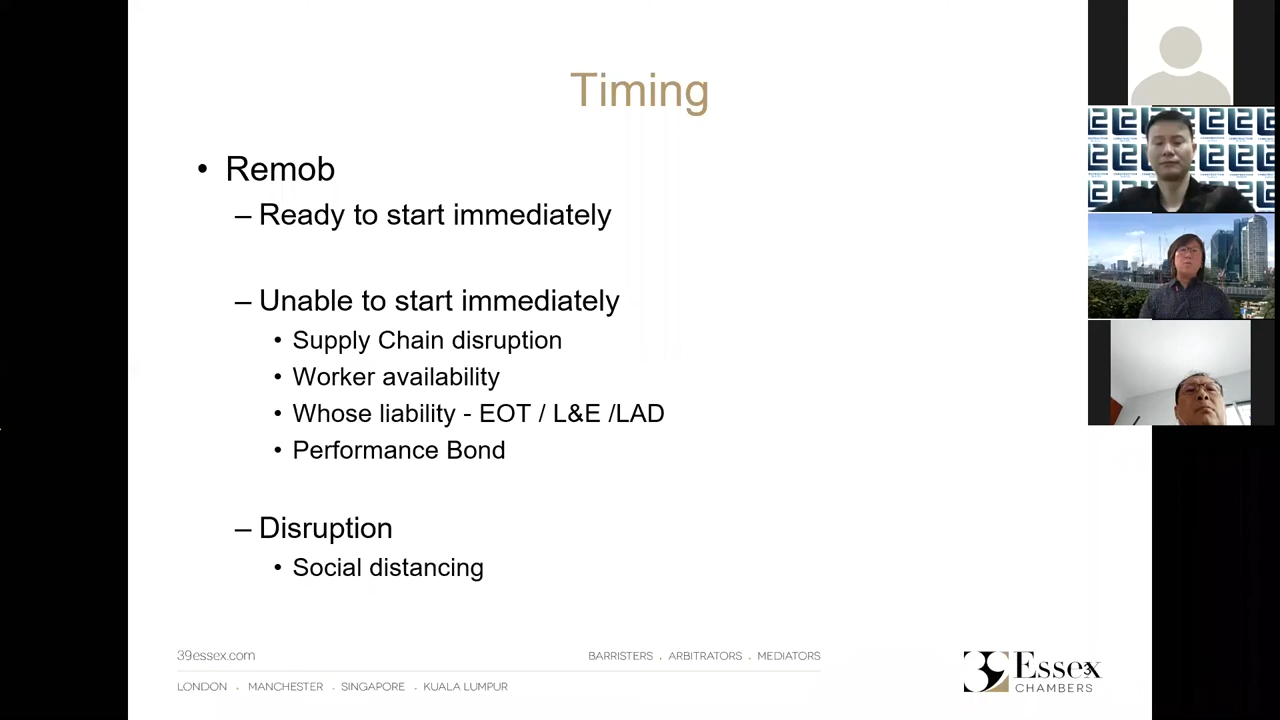 Timing
• Remob
– Ready to start immediately
– Unable to start immediately
• Supply Chain disruption
• Worker availability
• Whose liability - EOT / L&E /LAD
• Performance Bond
– Disruption
• Social distancing
39essex.com
BARRISTERS . ARBITRATORS . MEDIATORS
LONDON . MANCHESTER . SINGAPORE . KUALA LUMPUR
39 Essex
CHAMBERS
3